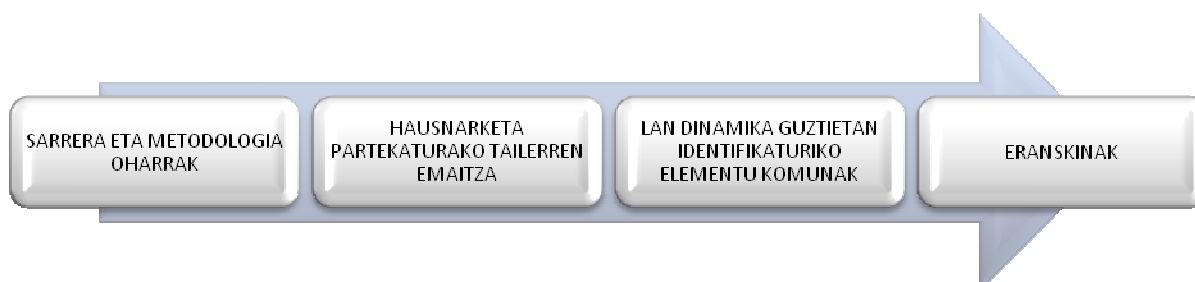 SARRERA ETA METODOLOGIA
OHARRAK
HAUSNARKETA
PARTEKATURAKO TAILERREN
EMAITZA
LAN DINAMIKA GUZTIETAN
IDENTIFIKATURIKO
ELEMENTU KOMUNAK
ERANSKINAK